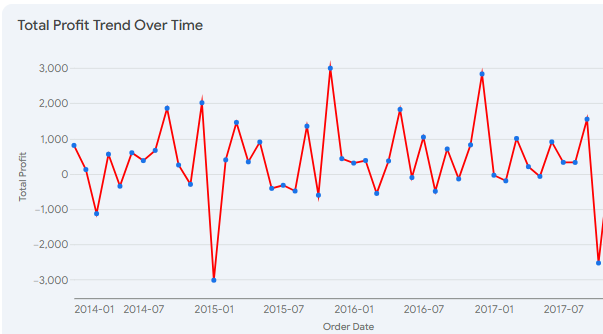 Total Profit Trend Over Time
3,000
2,000
1,000
0
-1,000
-2,000
-3,000
Total Profit
2014-01 2014-07 2015-01 2015-07 2016-01 2016-07 2017-01 2017-07
Order Date